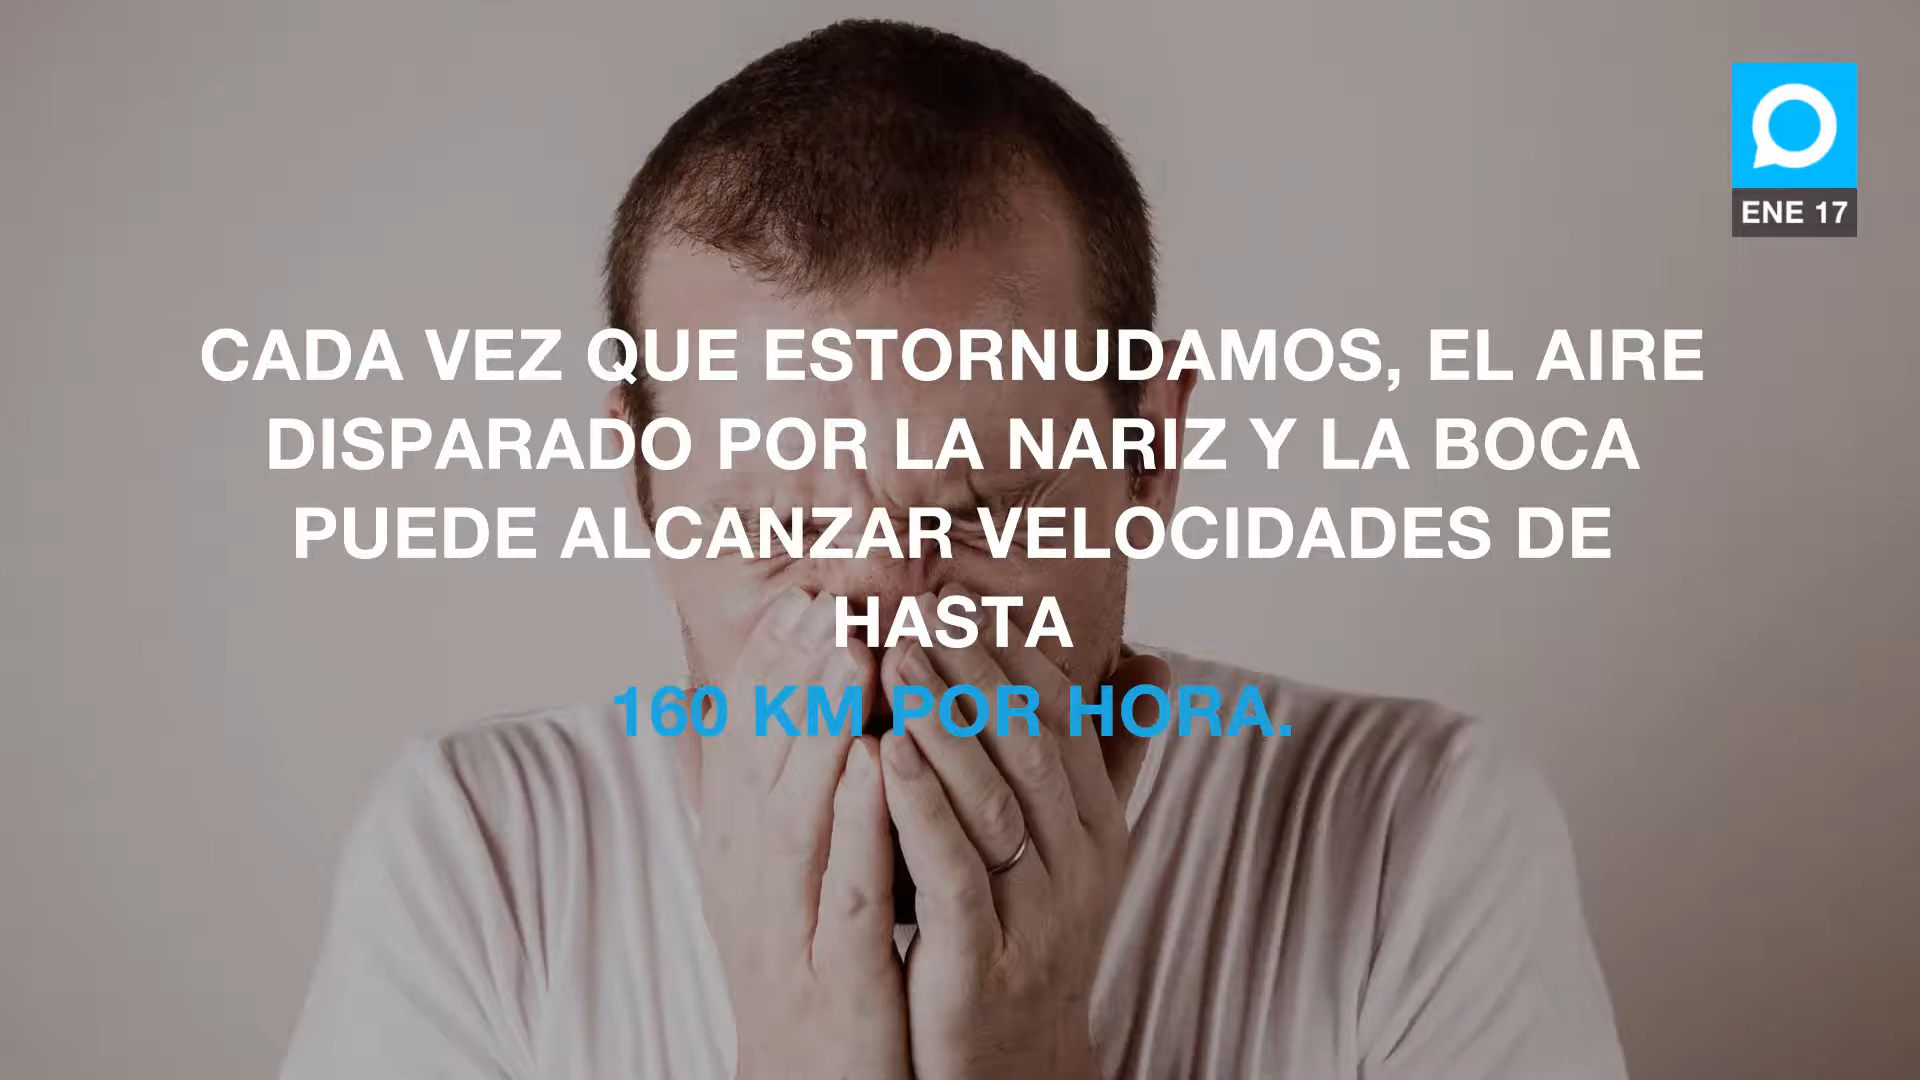 ENE 17
CADA VEZ QUE ESTORNUDAMOS, EL AIRE
DISPARADO POR LA NARIZ Y LA BOCA
PUEDE ALCANZAR VELOCIDADES DE
HASTA
160 KM POR HORA.